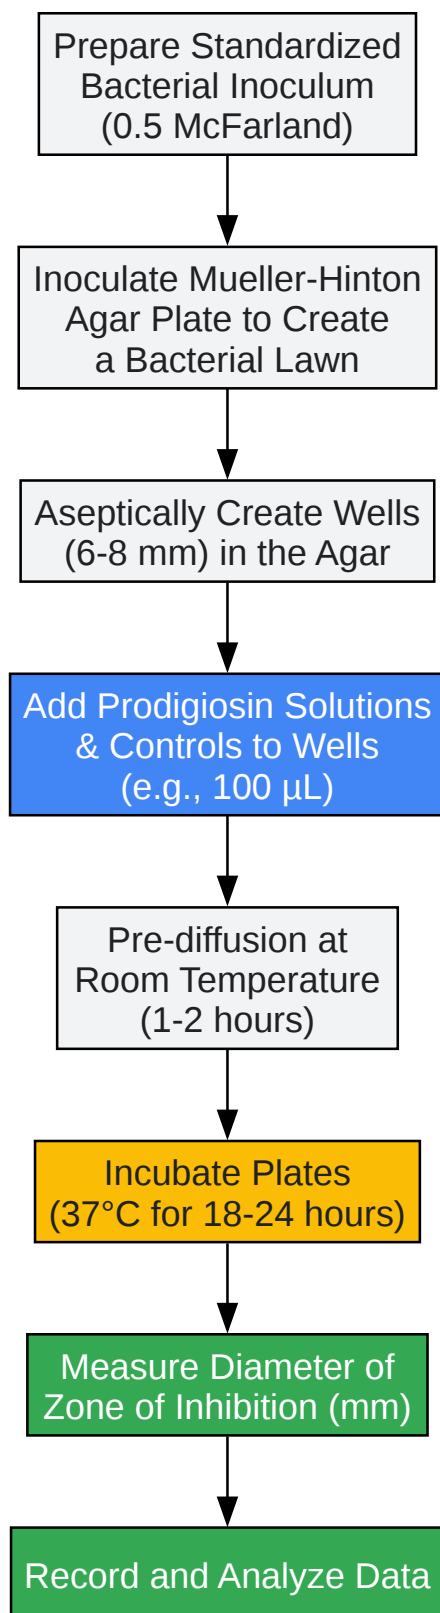 Prepare Standardized
Bacterial Inoculum
(0.5 McFarland)
Inoculate Mueller-Hinton
Agar Plate to Create
a Bacterial Lawn
Aseptically Create Wells
(6-8 mm) in the Agar
Add Prodigiosin Solutions
& Controls to Wells
(e.g., 100 µL)
Pre-diffusion at
Room Temperature
(1-2 hours)
Incubate Plates
(37°C for 18-24 hours)
Measure Diameter of
Zone of Inhibition (mm)
Record and Analyze Data